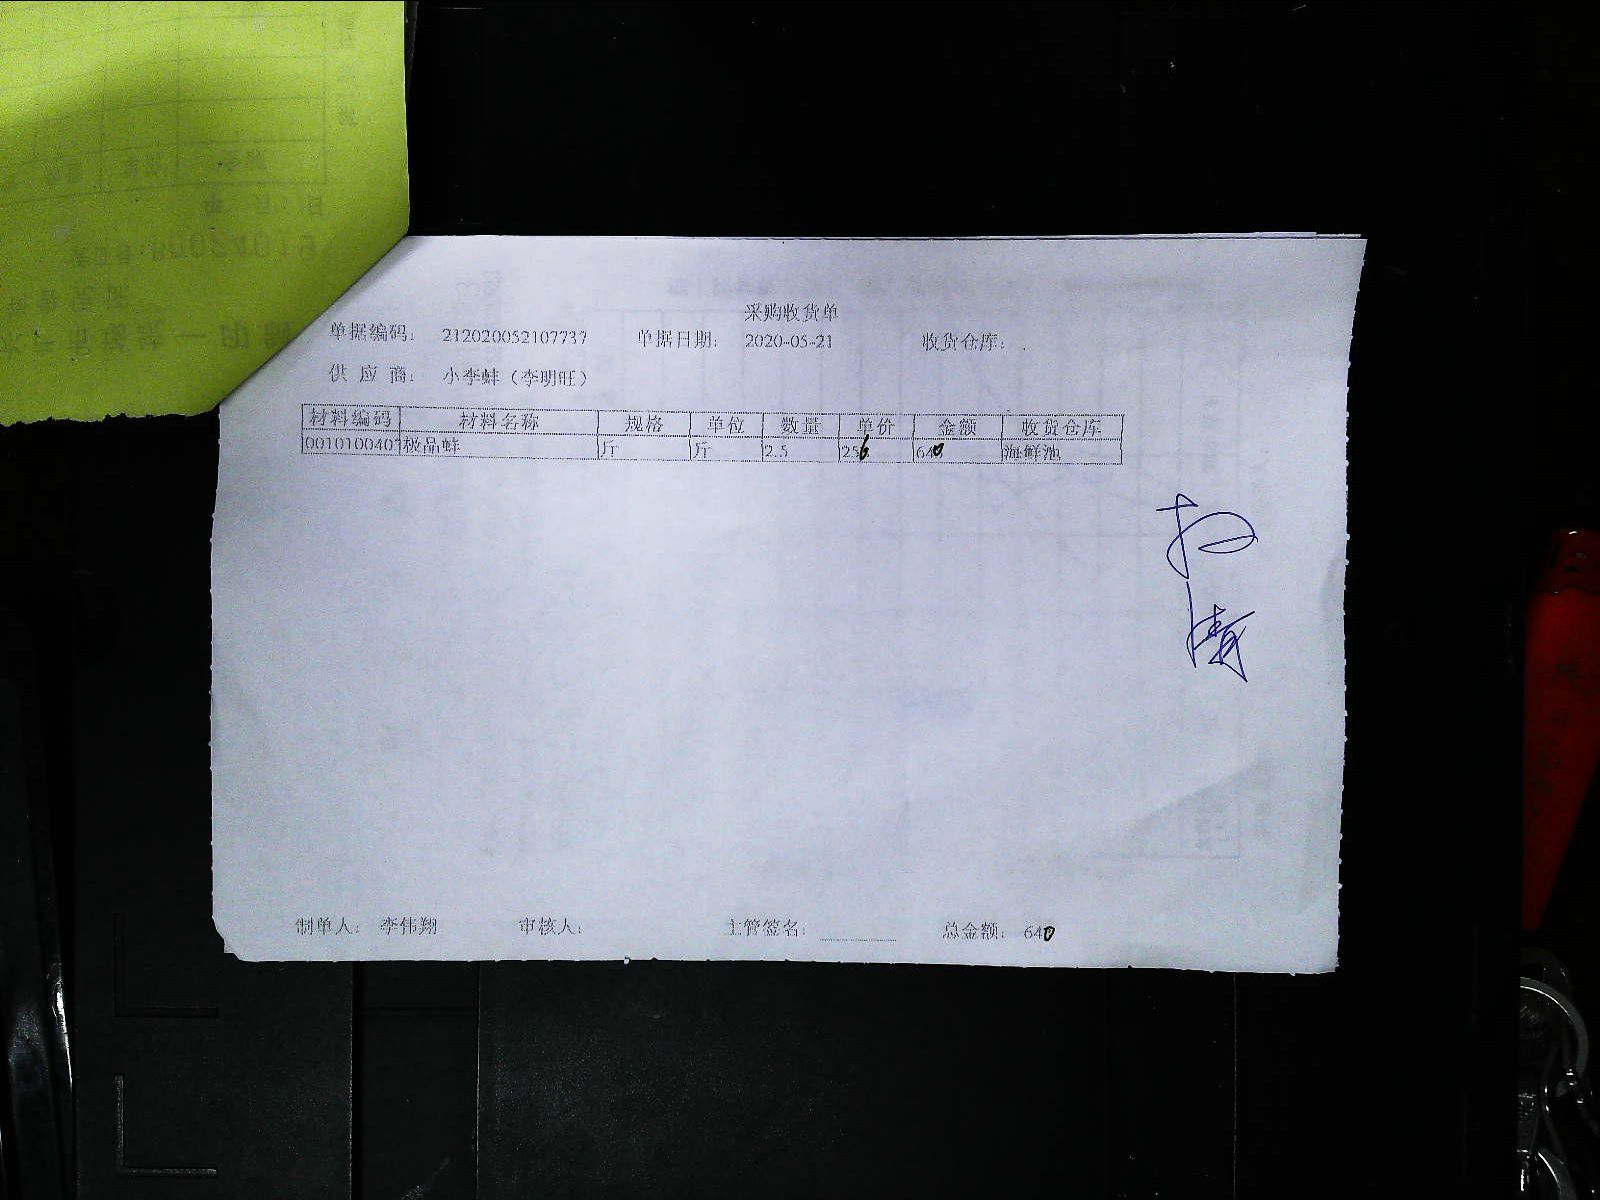 采购收货单
单据编码： 212020052107737 单据日期： 2020-05-21 收货仓库： .
供 应 商： 小李蚌（李明旺）
材料编码 材料名称 规格 单位 数量 单价 金额 收货仓库
极品蚌 斤 斤 2.5 256 640 海鲜池
制单人： 李伟翔 审核人： 主管签名： 总金额： 640